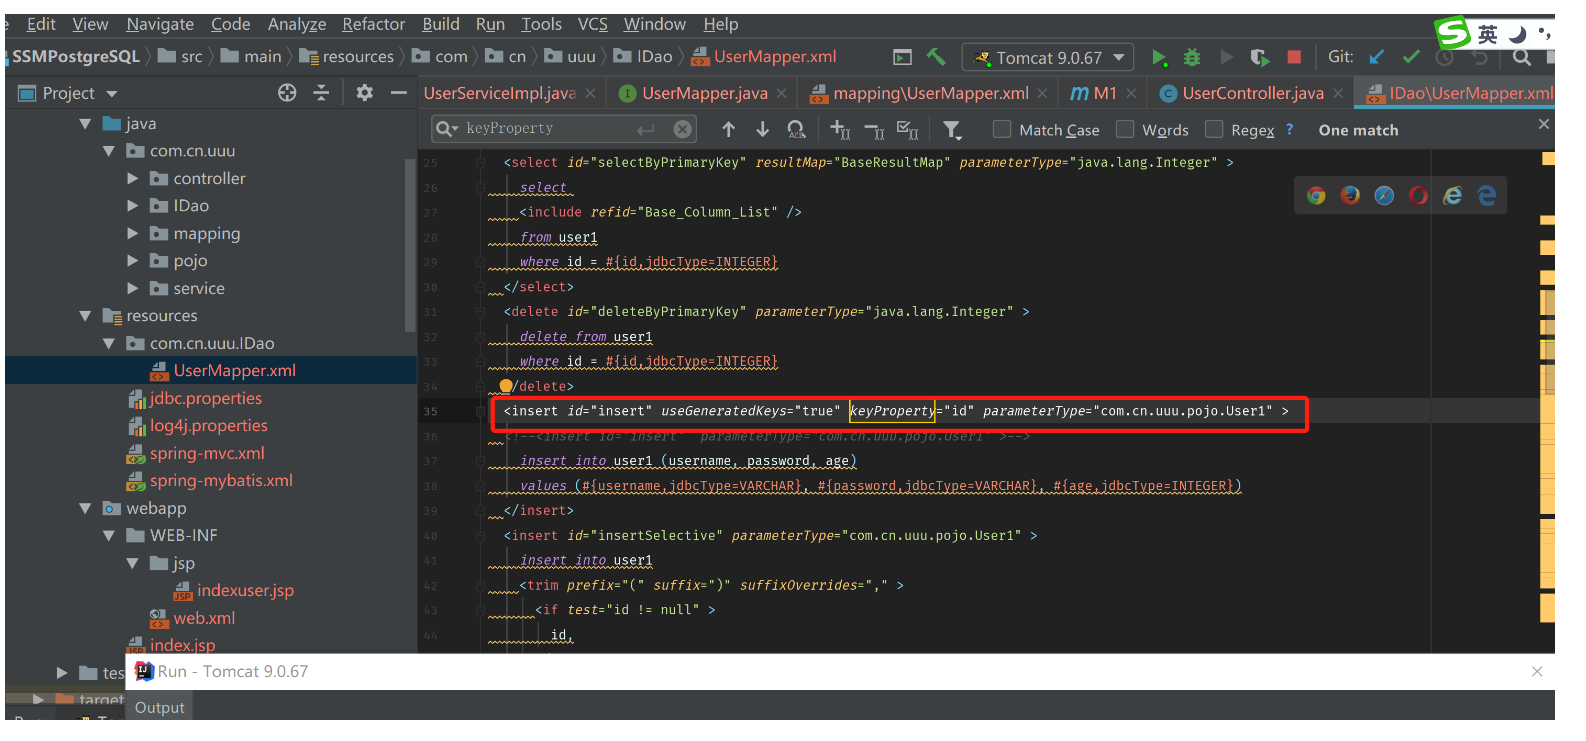 Edit View Navigate Code Analyze Refactor Build Run Tools VCS Window Help
英
SSMPostgreSQL src main resources com cn uuu IDao UserMapper.xml Tomcat 9.0.67 Git:
Project
UserServiceImpl.java UserMapper.java mapping\UserMapper.xml M1 UserController.java IDao\UserMapper.xml
keyProperty Match Case Words Regex ? One match
java
com.cn.uuu
controller
IDao
mapping
pojo
service
resources
com.cn.uuu.IDao
UserMapper.xml
jdbc.properties
log4j.properties
spring-mvc.xml
spring-mybatis.xml
webapp
WEB-INF
jsp
indexuser.jsp
web.xml
index.jsp
tes
target
25 <select id="selectByPrimaryKey" resultMap="BaseResultMap" parameterType="java.lang.Integer" >
26 select
27 <include refid="Base_Column_List" />
28 from user1
29 where id = #{id,jdbcType=INTEGER}
30 </select>
31 <delete id="deleteByPrimaryKey" parameterType="java.lang.Integer" >
32 delete from user1
33 where id = #{id,jdbcType=INTEGER}
34 /delete>
35 <insert id="insert" useGeneratedKeys="true" keyProperty="id" parameterType="com.cn.uuu.pojo.User1" >
36 <!--<insert id="insert" parameterType="com.cn.uuu.pojo.User1" >-->
37 insert into user1 (username, password, age)
38 values (#{username,jdbcType=VARCHAR}, #{password,jdbcType=VARCHAR}, #{age,jdbcType=INTEGER})
39 </insert>
40 <insert id="insertSelective" parameterType="com.cn.uuu.pojo.User1" >
41 insert into user1
42 <trim prefix="(" suffix=")" suffixOverrides="," >
43 <if test="id != null" >
44 id,
Run - Tomcat 9.0.67
Output